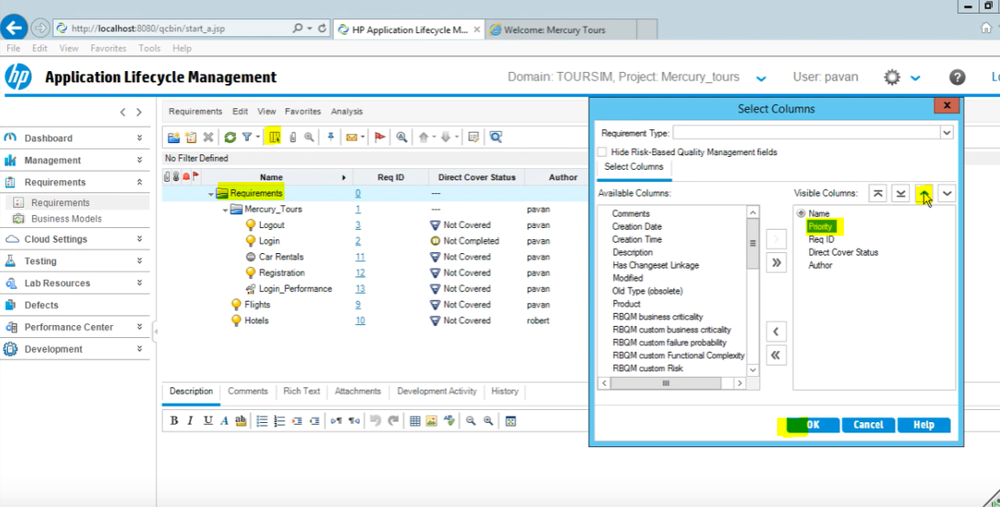 http://localhost:8080/qcbin/start_a.jsp
HP Application Lifecycle M...
Welcome: Mercury Tours
File Edit View Favorites Tools Help
hp Application Lifecycle Management
Domain: TOURSIM, Project: Mercury_tours
User: pavan
Dashboard
Management
Requirements
Requirements
Business Models
Cloud Settings
Testing
Lab Resources
Defects
Performance Center
Development
Requirements Edit View Favorites Analysis
No Filter Defined
Name Req ID Direct Cover Status Author
Requirements 0 ---
Mercury_Tours 1 --- pavan
Logout 3 Not Covered pavan
Login 2 Not Completed pavan
Car Rentals 11 Not Covered pavan
Registration 12 Not Covered pavan
Login_Performance 13 Not Covered pavan
Flights 9 Not Covered pavan
Hotels 10 Not Covered robert
Description Comments Rich Text Attachments Development Activity History
B I U A ab
Select Columns
Requirement Type:
Hide Risk-Based Quality Management fields
Select Columns
Available Columns:
Comments
Creation Date
Creation Time
Description
Has Changeset Linkage
Modified
Old Type (obsolete)
Product
RBQM business criticality
RBQM custom business criticality
RBQM custom failure probability
RBQM custom Functional Complexity
RBQM custom Risk
Visible Columns:
Name
Priority
Req ID
Direct Cover Status
Author
OK Cancel Help